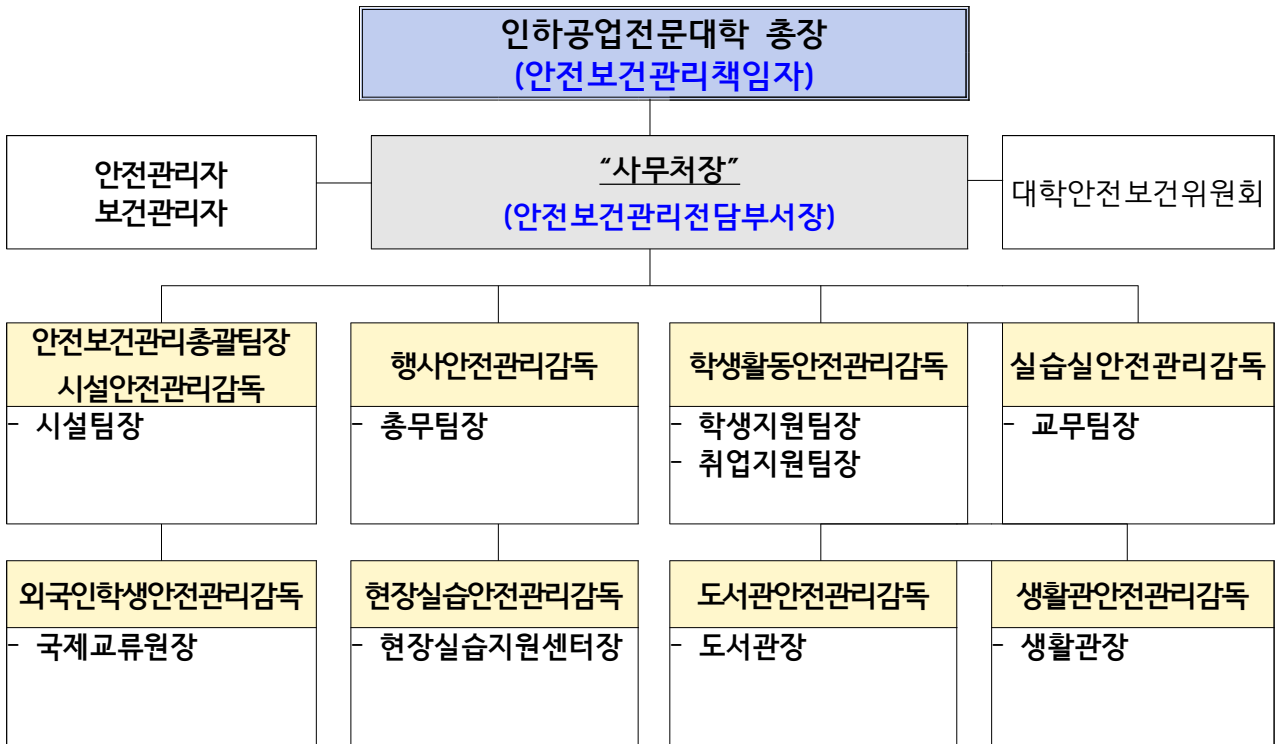 인하공업전문대학 총장
(안전보건관리책임자)
안전관리자
보건관리자
“사무처장”
(안전보건관리전담부서장)
대학안전보건위원회
안전보건관리총괄팀장
시설안전관리감독
- 시설팀장
행사안전관리감독
- 총무팀장
학생활동안전관리감독
- 학생지원팀장
- 취업지원팀장
실습실안전관리감독
- 교무팀장
외국인학생안전관리감독
- 국제교류원장
현장실습안전관리감독
- 현장실습지원센터장
도서관안전관리감독
- 도서관장
생활관안전관리감독
- 생활관장